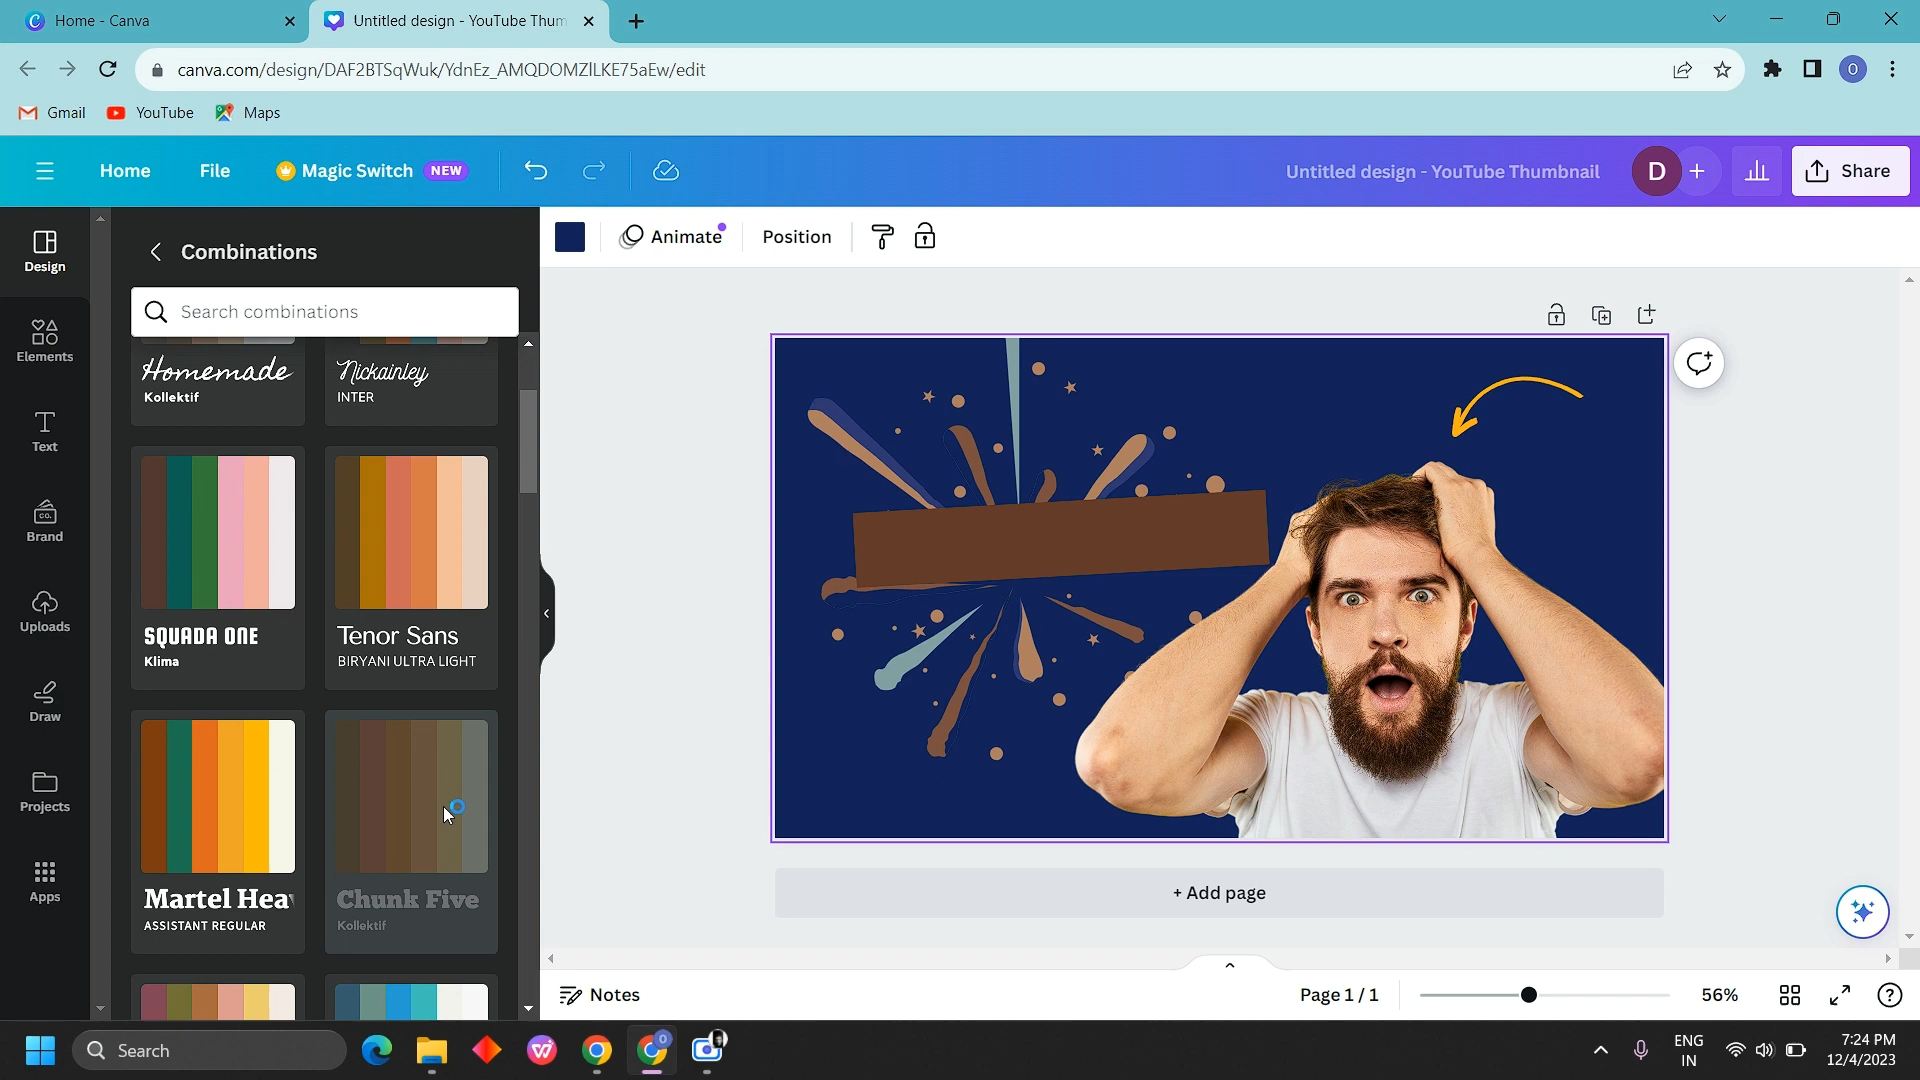 Home - Canva
Untitled design - YouTube Thum
canva.com/design/DAF2BTSqWuk/YdnEz_AMQDOMZlLKE75aEw/edit
O
Gmail
YouTube
Maps
Home
File
Magic Switch
NEW
Untitled design - YouTube Thumbnail
D
Share
Design
Elements
Text
CO.
Brand
Uploads
Draw
Projects
Apps
Combinations
Search combinations
Homemade
Kollektif
Nickainley
INTER
SQUADA ONE
Klima
Tenor Sans
BIRYANI ULTRA LIGHT
Martel Hea
ASSISTANT REGULAR
Chunk Five
Kollektif
Animate
Position
+ Add page
Notes
Page 1 / 1
56%
Search
ENG
IN
7:24 PM
12/4/2023